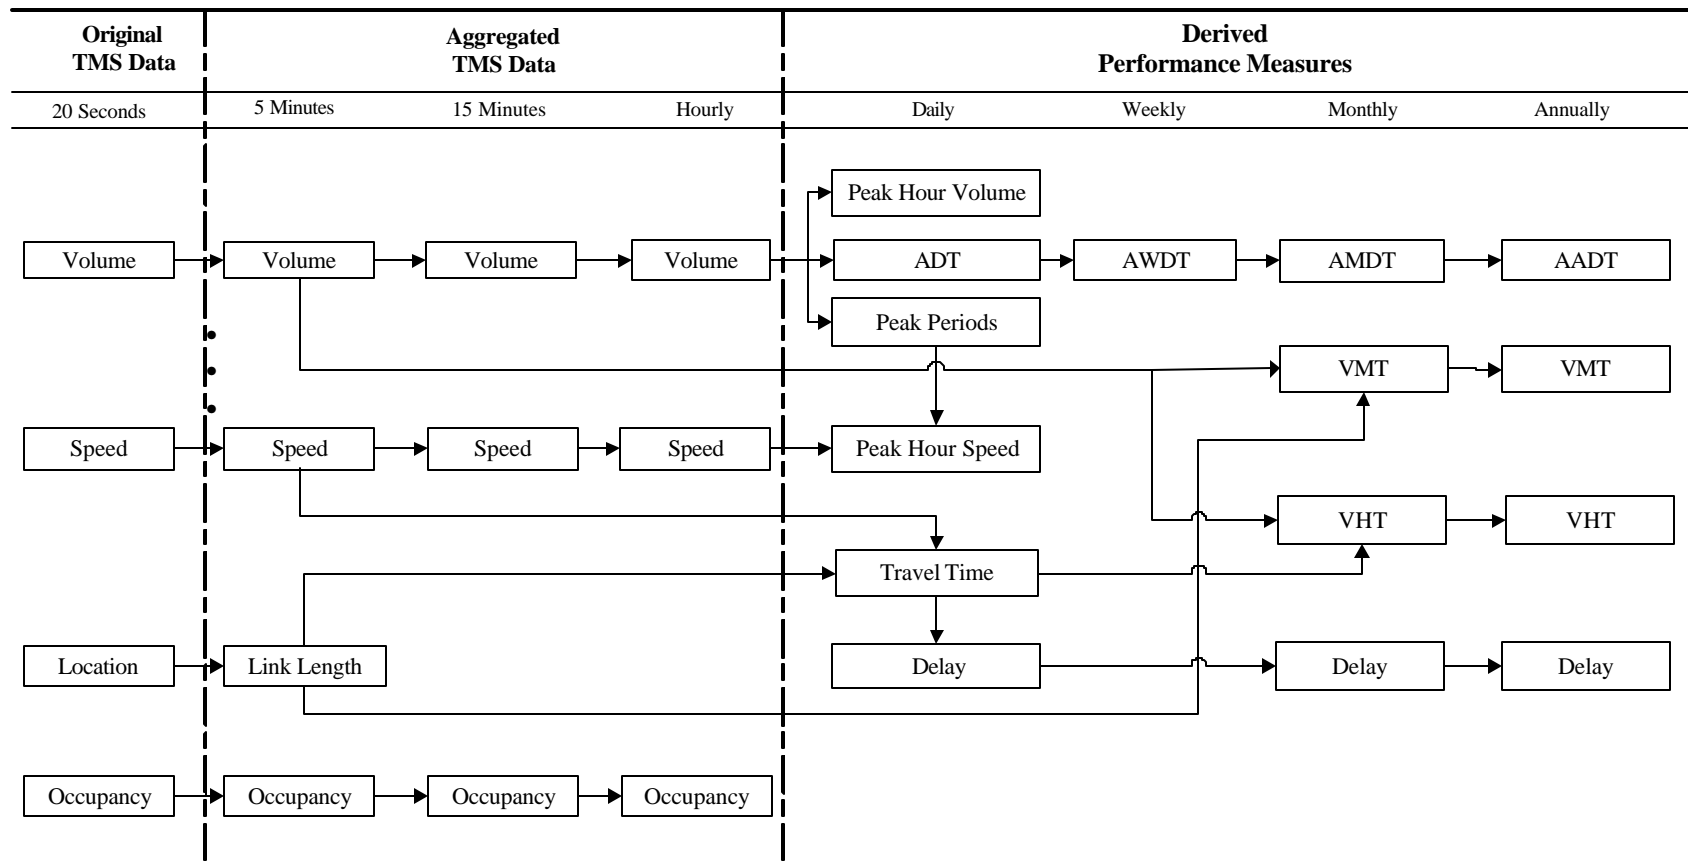 Original
TMS Data
Aggregated
TMS Data
Derived
Performance Measures
20 Seconds
5 Minutes
15 Minutes
Hourly
Daily
Weekly
Monthly
Annually
Peak Hour Volume
Volume
Volume
Volume
Volume
ADT
AWDT
AMDT
AADT
Peak Periods
VMT
VMT
Speed
Speed
Speed
Speed
Peak Hour Speed
VHT
VHT
Travel Time
Location
Link Length
Delay
Delay
Delay
Occupancy
Occupancy
Occupancy
Occupancy